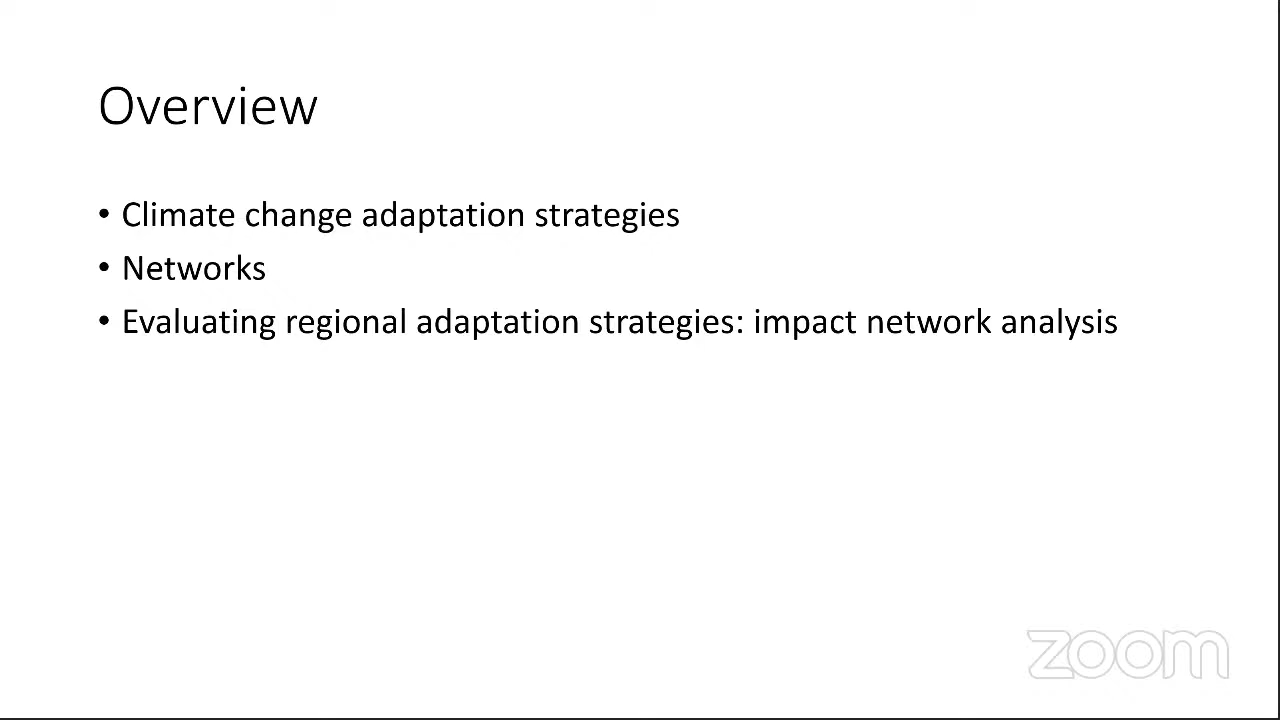 Overview
• Climate change adaptation strategies
• Networks
• Evaluating regional adaptation strategies: impact network analysis
zoom